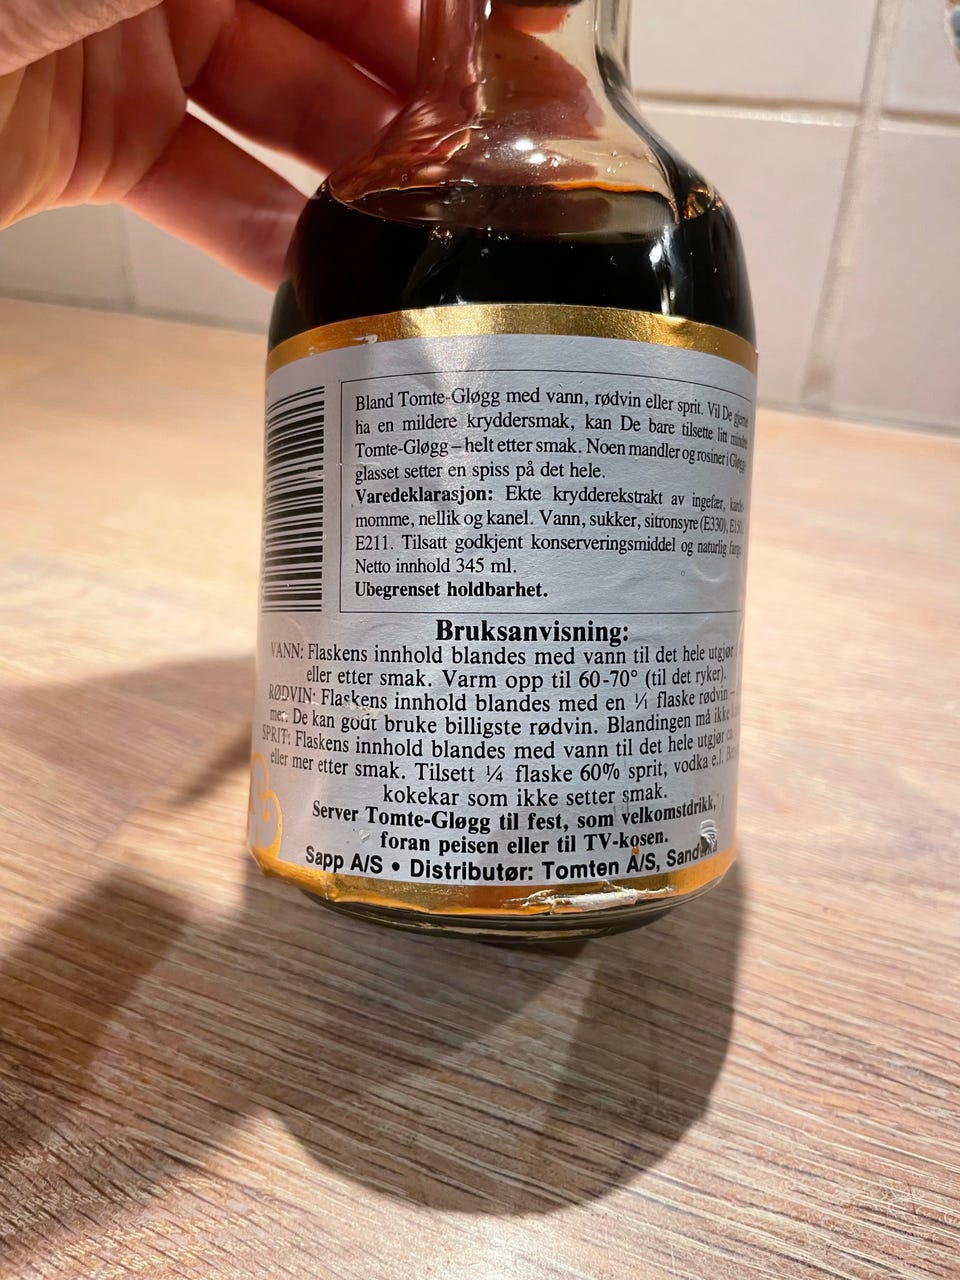 Bland Tomte-Gløgg med vann, rødvin eller sprit. Vil De gjerne
ha en mildere kryddersmak, kan De bare tilsette litt mindre
Tomte-Gløgg – helt etter smak. Noen mandler og rosiner i Gløgg-
glasset setter en spiss på det hele.
Varedeklarasjon: Ekte krydderekstrakt av ingefær, karde-
momme, nellik og kanel. Vann, sukker, sitronsyre (E330), E150,
E211. Tilsatt godkjent konserveringsmiddel og naturlig
Netto innhold 345 ml.
Ubegrenset holdbarhet.
Bruksanvisning:
VANN: Flaskens innhold blandes med vann til det hele utgjør
eller etter smak. Varm opp til 60-70° (til det ryker).
RØDVIN: Flaskens innhold blandes med en 1/1 flaske rødvin –
mer. De kan godt bruke billigste rødvin. Blandingen må ikke
SPRIT: Flaskens innhold blandes med vann til det hele utgjør ca.
eller mer etter smak. Tilsett ¼ flaske 60% sprit, vodka e.l.
kokekar som ikke setter smak.
Server Tomte-Gløgg til fest, som velkomstdrikk,
foran peisen eller til TV-kosen.
Sapp A/S • Distributør: Tomten A/S,